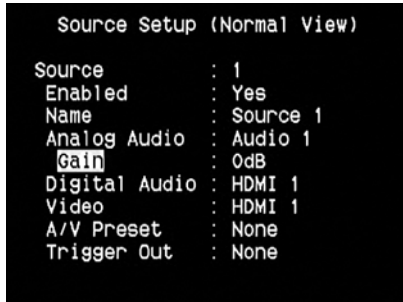 Source Setup (Normal View)
Source : 1
Enabled : Yes
Name : Source 1
Analog Audio : Audio 1
Gain : 0dB
Digital Audio : HDMI 1
Video : HDMI 1
A/V Preset : None
Trigger Out : None